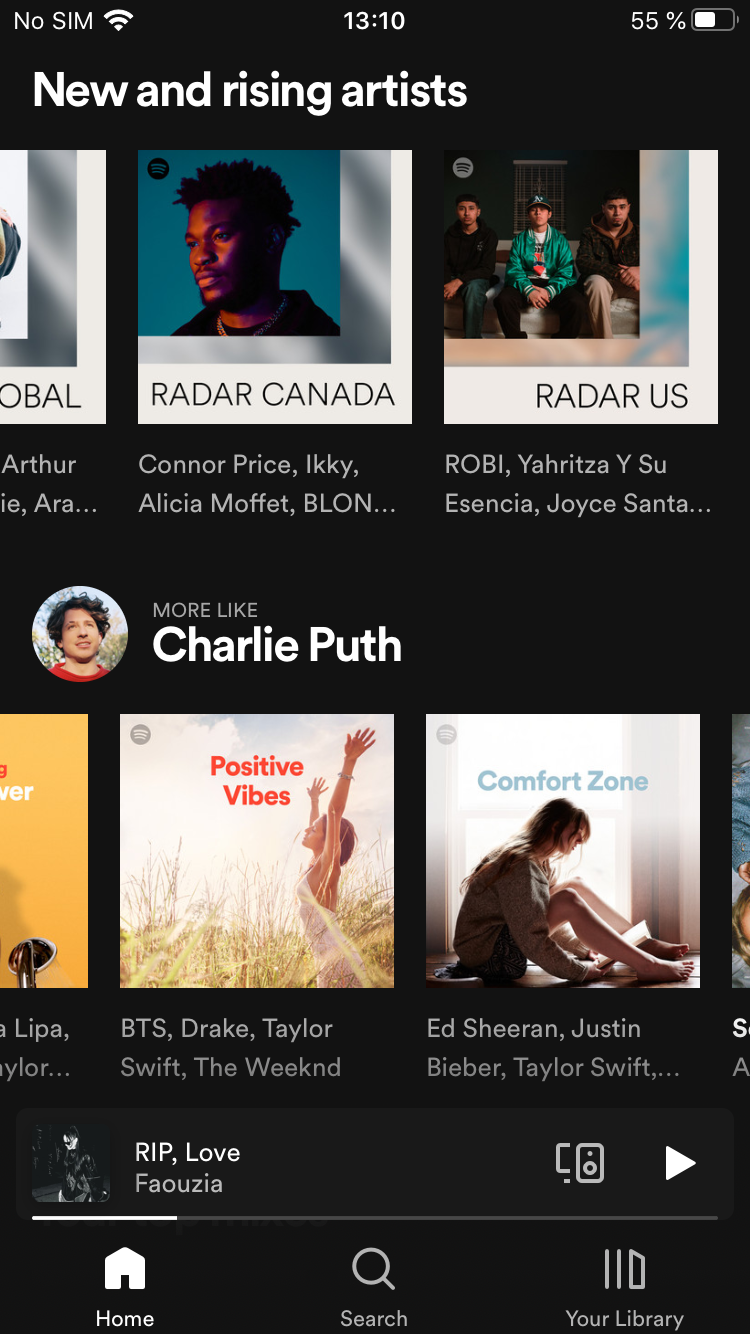 No SIM
13:10
55 %
New and rising artists
OBAL
RADAR CANADA
RADAR US
Arthur
ie, Ara...
Connor Price, Ikky,
Alicia Moffet, BLON...
ROBI, Yahritza Y Su
Esencia, Joyce Santa...
MORE LIKE
Charlie Puth
g
wer
Positive
Vibes
Comfort Zone
a Lipa,
aylor...
BTS, Drake, Taylor
Swift, The Weeknd
Ed Sheeran, Justin
Bieber, Taylor Swift,...
S
A
RIP, Love
Faouzia
Home
Search
Your Library